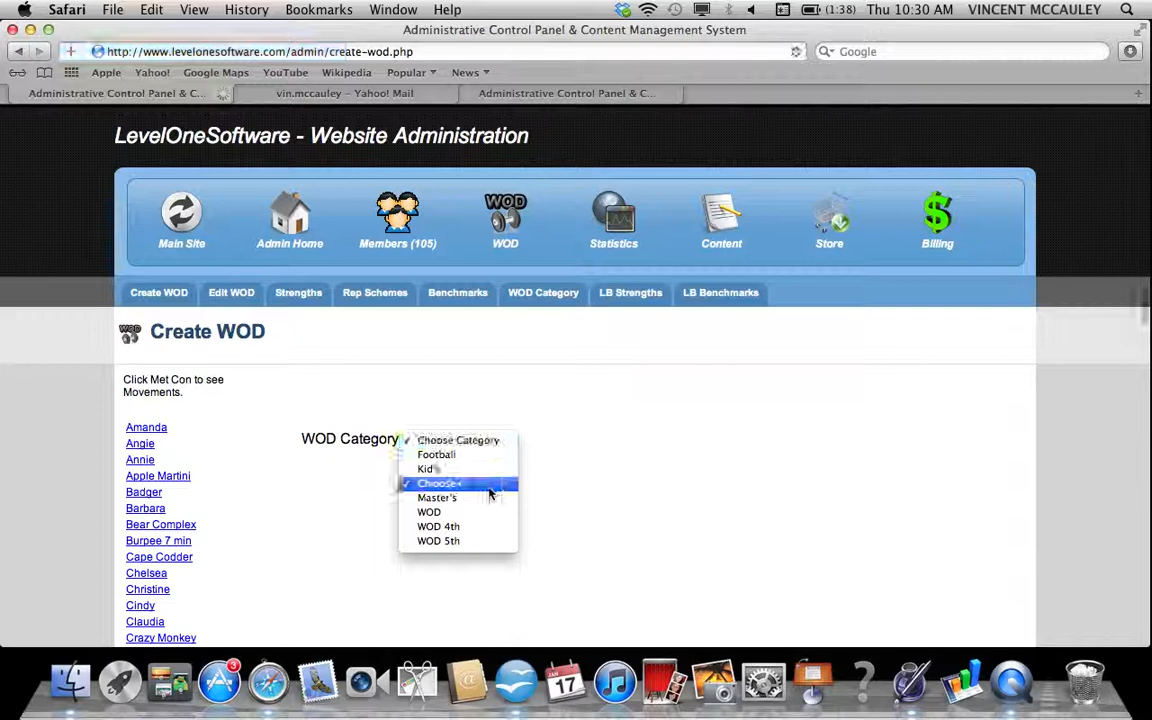 Safari File Edit View History Bookmarks Window Help (1:38) Thu 10:30 AM VINCENT MCCAULEY
Administrative Control Panel & Content Management System
http://www.levelonesoftware.com/admin/create-wod.php Google
Apple Yahoo! Google Maps YouTube Wikipedia Popular News
Administrative Control Panel & C... vin.mccauley – Yahoo! Mail Administrative Control Panel & C...
LevelOneSoftware - Website Administration
WOD
Main Site Admin Home Members (105) WOD Statistics Content Store Billing
Create WOD Edit WOD Strengths Rep Schemes Benchmarks WOD Category LB Strengths LB Benchmarks
Create WOD
Click Met Con to see
Movements.
Amanda
Angie
Annie
Apple Martini
Badger
Barbara
Bear Complex
Burpee 7 min
Cape Codder
Chelsea
Christine
Cindy
Claudia
Crazy Monkey
WOD Category
Choose Category
Football
Kid
Choose
Master's
WOD
WOD 4th
WOD 5th
3
17